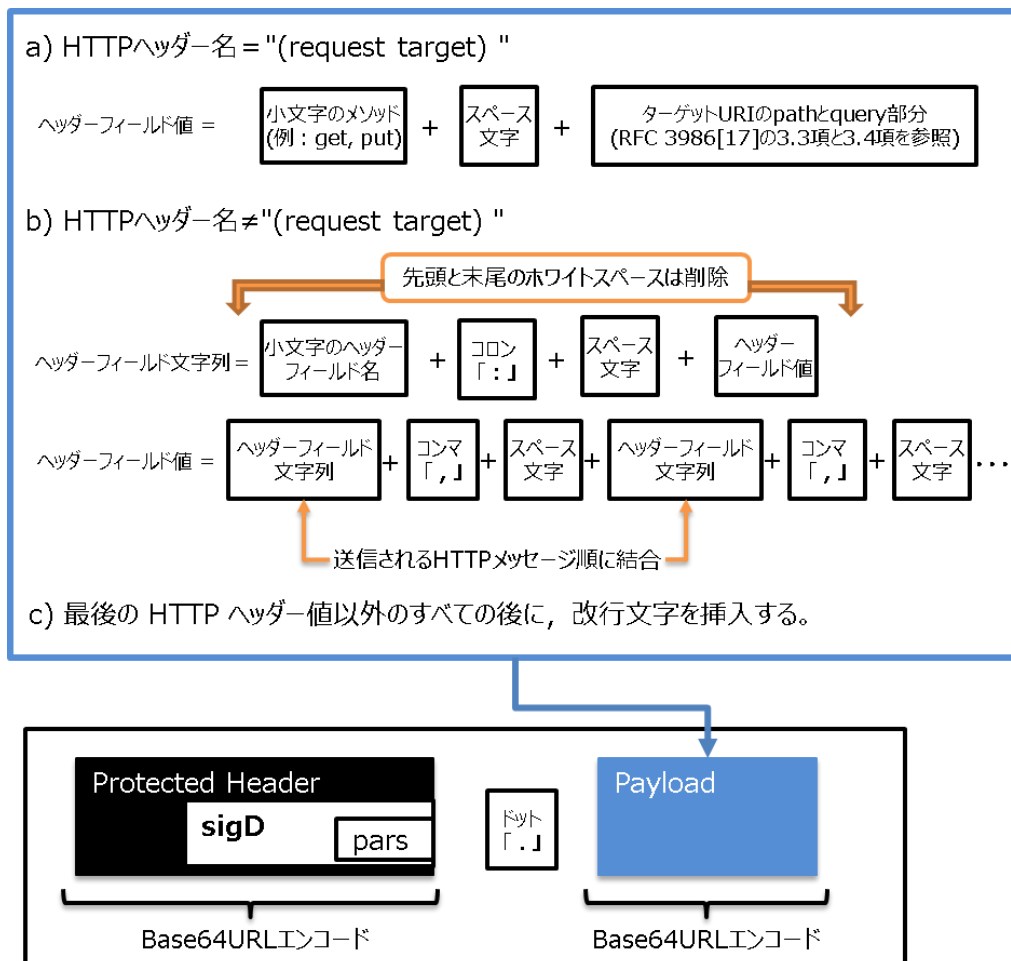 a) HTTPヘッダー名＝"(request target) "
ヘッダーフィールド値 ＝
小文字のメソッド
(例：get, put)
+
スペース
文字
+
ターゲットURIのpathとquery部分
(RFC 3986[17]の3.3項と3.4項を参照)
b) HTTPヘッダー名≠"(request target) "
先頭と末尾のホワイトスペースは削除
ヘッダーフィールド文字列＝
小文字のヘッダー
フィールド名
+
コロン
「：」
+
スペース
文字
+
ヘッダー
フィールド値
ヘッダーフィールド値 ＝
ヘッダーフィールド
文字列
+
コンマ
「，」
+
スペース
文字
+
ヘッダーフィールド
文字列
+
コンマ
「，」
+
スペース
文字
･･･
送信されるHTTPメッセージ順に結合
c) 最後の HTTP ヘッダー値以外のすべての後に，改行文字を挿入する。
Protected Header
sigD
pars
ドット
「．」
Payload
Base64URLエンコード
Base64URLエンコード